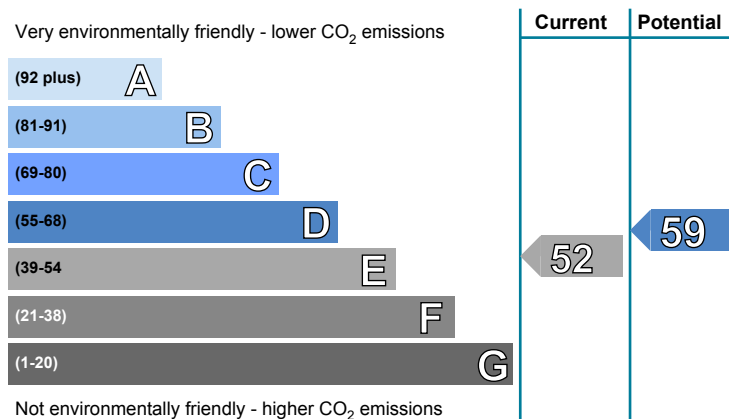 Very environmentally friendly - lower CO₂ emissions
Current Potential
(92 plus) A
(81-91) B
(69-80) C
(55-68) D
59
(39-54 E
52
(21-38) F
(1-20) G
Not environmentally friendly - higher CO₂ emissions